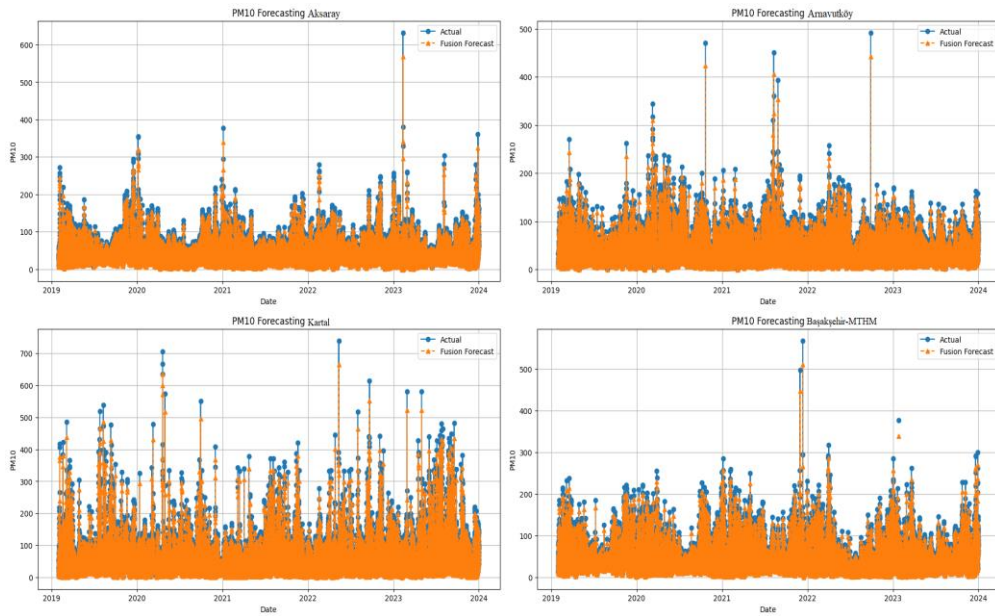 PM10 Forecasting Aksaray
Actual
Fusion Forecast
PM10
600
500
400
300
200
100
0
2019
2020
2021
2022
2023
2024
Date
PM10 Forecasting Arnavutköy
Actual
Fusion Forecast
PM10
500
400
300
200
100
0
2019
2020
2021
2022
2023
2024
Date
PM10 Forecasting Kartal
Actual
Fusion Forecast
PM10
700
600
500
400
300
200
100
0
2019
2020
2021
2022
2023
2024
Date
PM10 Forecasting Başakşehir-MTHM
Actual
Fusion Forecast
PM10
500
400
300
200
100
0
2019
2020
2021
2022
2023
2024
Date